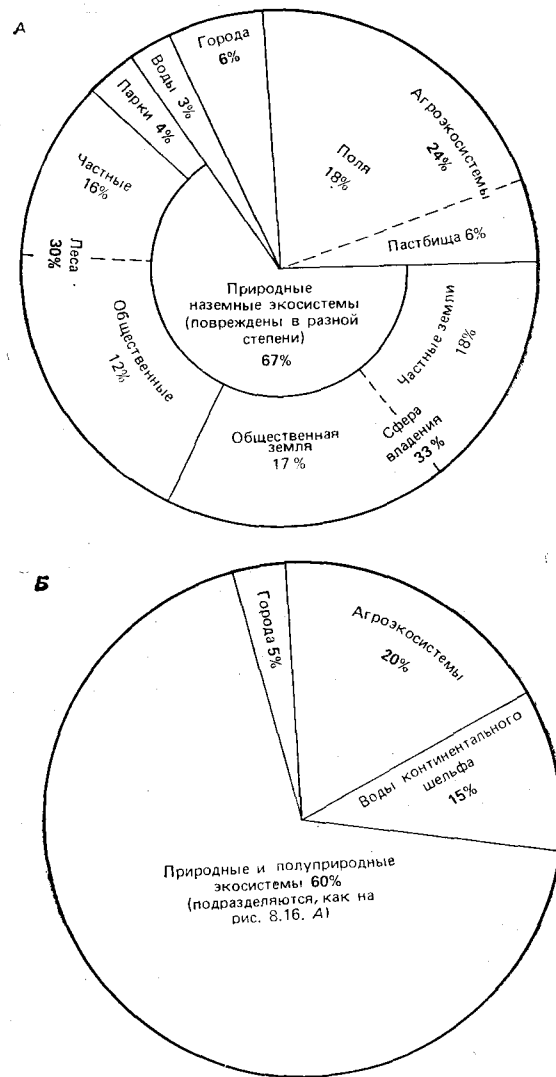 А
Города
6%
Воды 3%
Парки 4%
Частные
16%
Леса
30%
Общественные
12%
Поля
18%
Агроэкосистемы
24%
Пастбища 6%
Природные
наземные экосистемы
(повреждены в разной
степени)
67%
Частные земли
18%
Сфера
владения
33%
Общественная
земля
17 %
Б
Города 5%
Агроэкосистемы
20%
Воды континентального
шельфа
15%
Природные и полуприродные
экосистемы 60%
(подразделяются, как на
рис. 8.16. А)